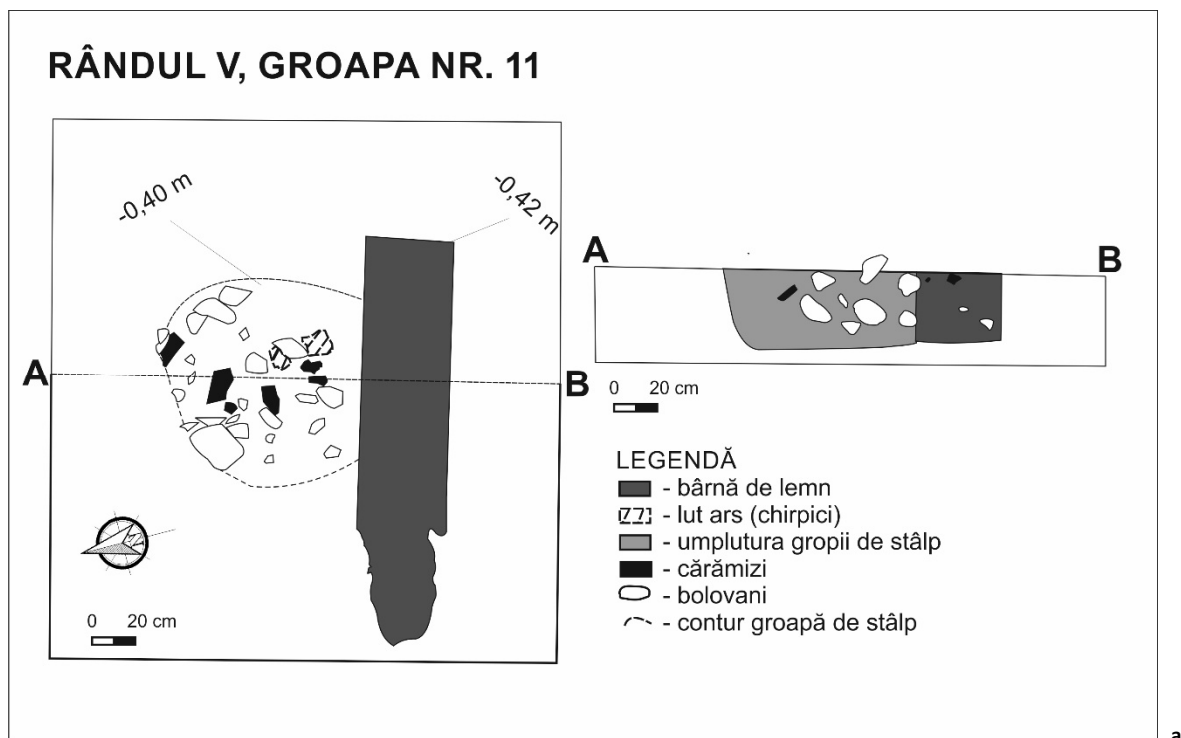 RÂNDUL V, GROAPA NR. 11
-0,40 m
-0,42 m
A
B
0 20 cm
A
B
0 20 cm
LEGENDĂ
- bârnă de lemn
- lut ars (chirpici)
- umplutura gropii de stâlp
- cărămizi
- bolovani
- contur groapă de stâlp
a